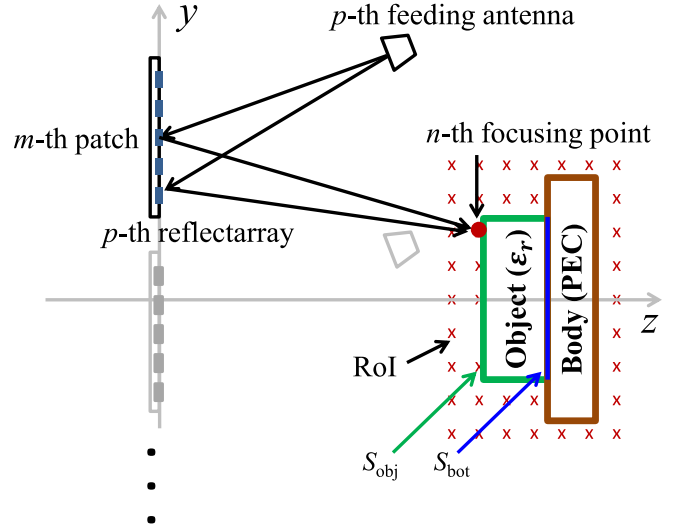 y
p-th feeding antenna
m-th patch
n-th focusing point
x x x x x x x
x x
p-th reflectarray
x x
x x
Object (εr)
Body (PEC)
x x
z
x x
RoI
x x
x x
x x x x x x x
x x x x x x x
Sobj
Sbot